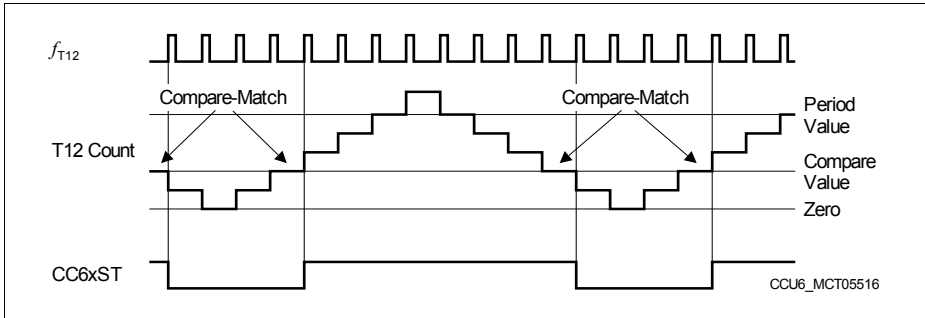 fT12
Compare-Match
Compare-Match
Period
Value
T12 Count
Compare
Value
Zero
CC6xST
CCU6_MCT05516